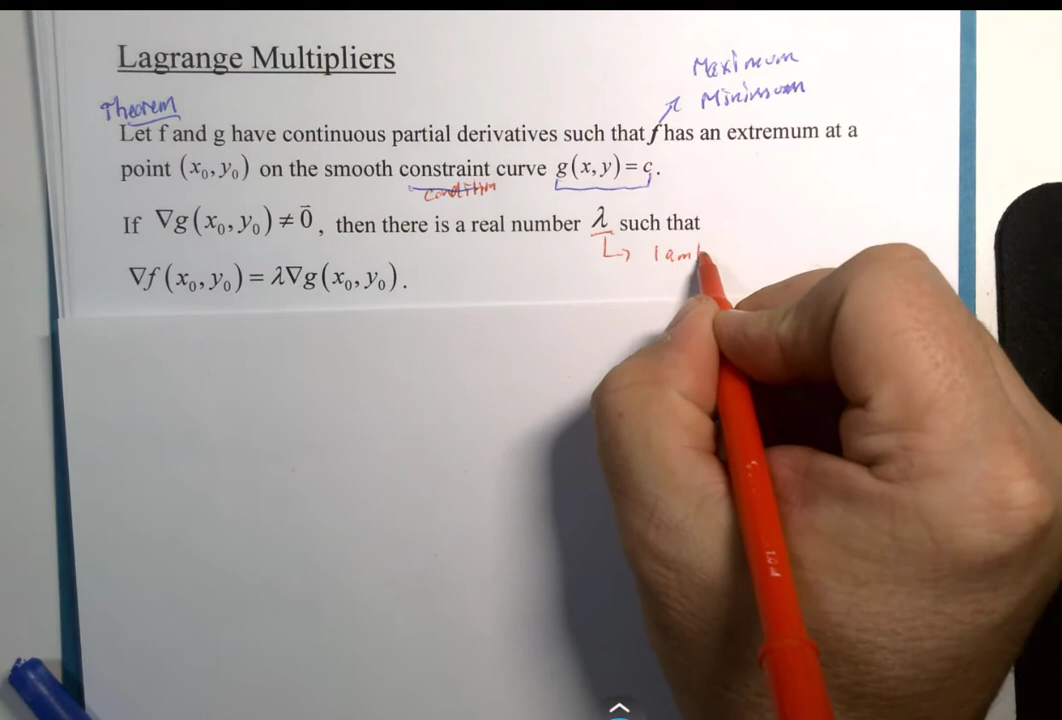 Lagrange Multipliers
Maximum
Minimum
Theorem
Let f and g have continuous partial derivatives such that f has an extremum at a
point (x₀, y₀) on the smooth constraint curve g(x, y) = c.
condition
If ∇g(x₀, y₀) ≠ 0⃗, then there is a real number λ such that
↳ lamb
∇f(x₀, y₀) = λ∇g(x₀, y₀).